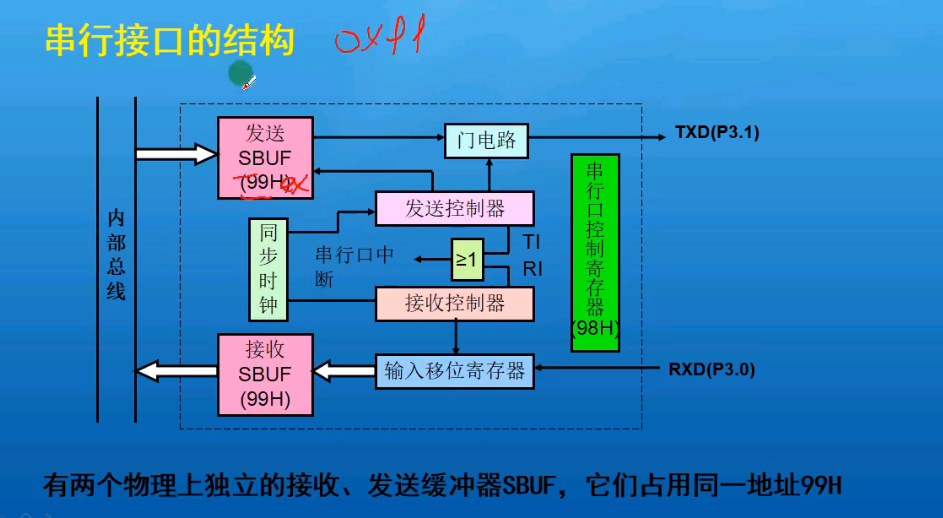 串行接口的结构 0xff
发送
SBUF
(99H) 0x
门电路
TXD(P3.1)
发送控制器
内部总线
同步时钟
串行口中断
≥1
TI
RI
串行口控制寄存器
(98H)
接收控制器
接收
SBUF
(99H)
输入移位寄存器
RXD(P3.0)
有两个物理上独立的接收、发送缓冲器SBUF，它们占用同一地址99H